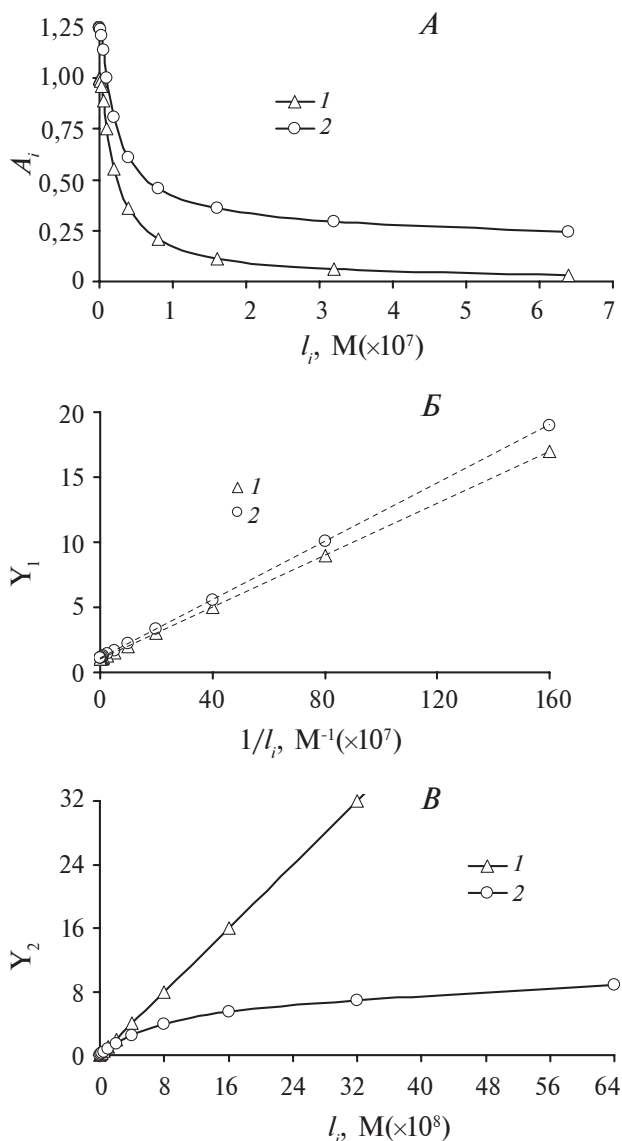 А
1,25
1,00
0,75
0,50
0,25
0
A_i
1
2
0 1 2 3 4 5 6 7
l_i, M(×10^7)
Б
20
15
10
5
0
Y_1
1
2
0 40 80 120 160
1/l_i, M^-1(×10^7)
В
32
24
16
8
0
Y_2
1
2
0 8 16 24 32 40 48 56 64
l_i, M(×10^8)